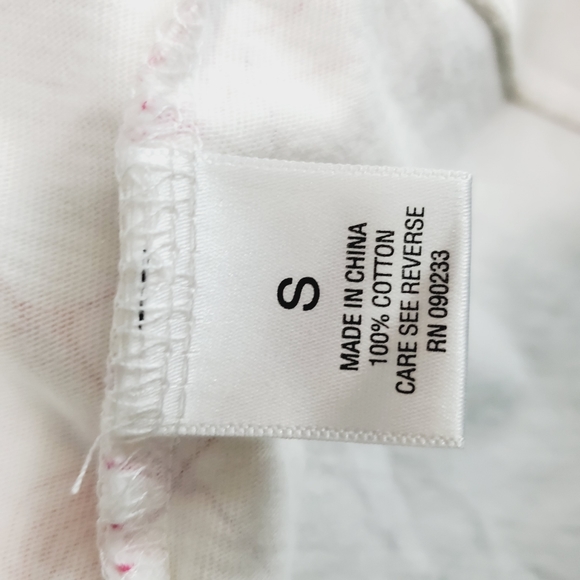 S
MADE IN CHINA
100% COTTON
CARE SEE REVERSE
RN 090233